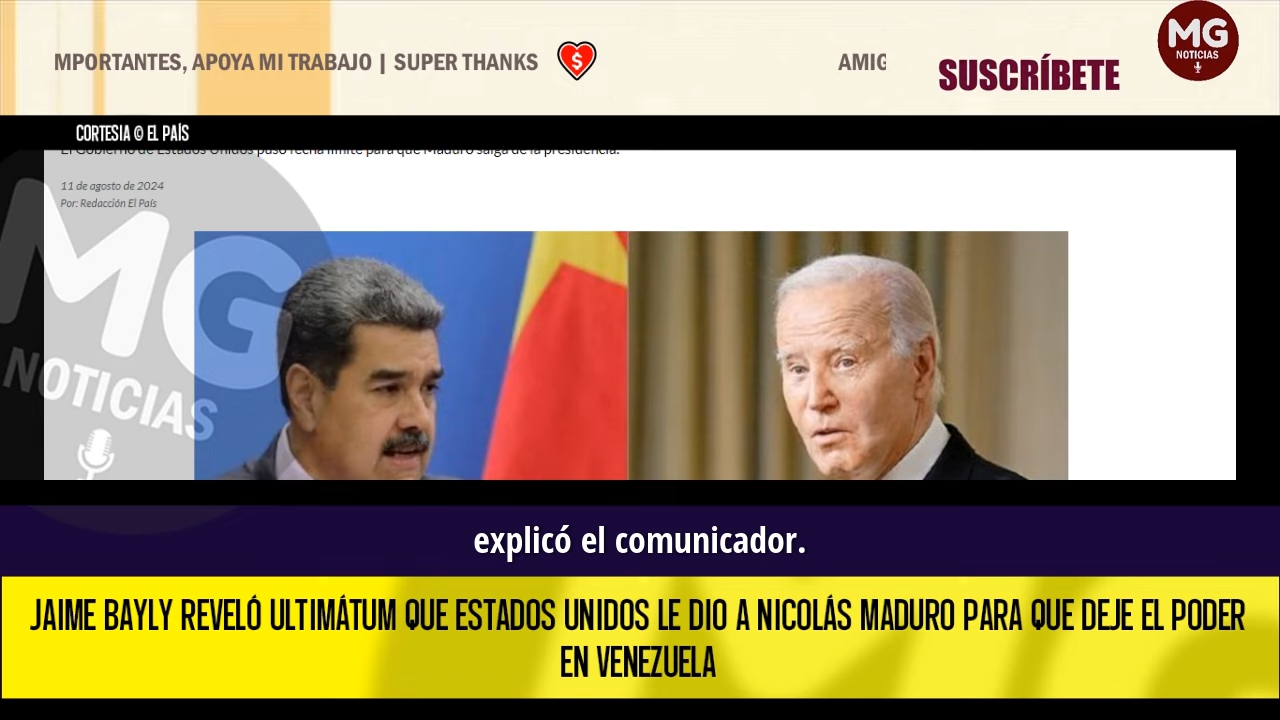 MPORTANTES, APOYA MI TRABAJO | SUPER THANKS
$
AMIG
SUSCRÍBETE
MG
NOTICIAS
CORTESIA © EL PAÍS
El Gobierno de Estados Unidos puso fecha límite para que Maduro salga de la presidencia.
11 de agosto de 2024
Por: Redacción El País
MG
NOTICIAS
explicó el comunicador.
JAIME BAYLY REVELÓ ULTIMÁTUM QUE ESTADOS UNIDOS LE DIO A NICOLÁS MADURO PARA QUE DEJE EL PODER
EN VENEZUELA